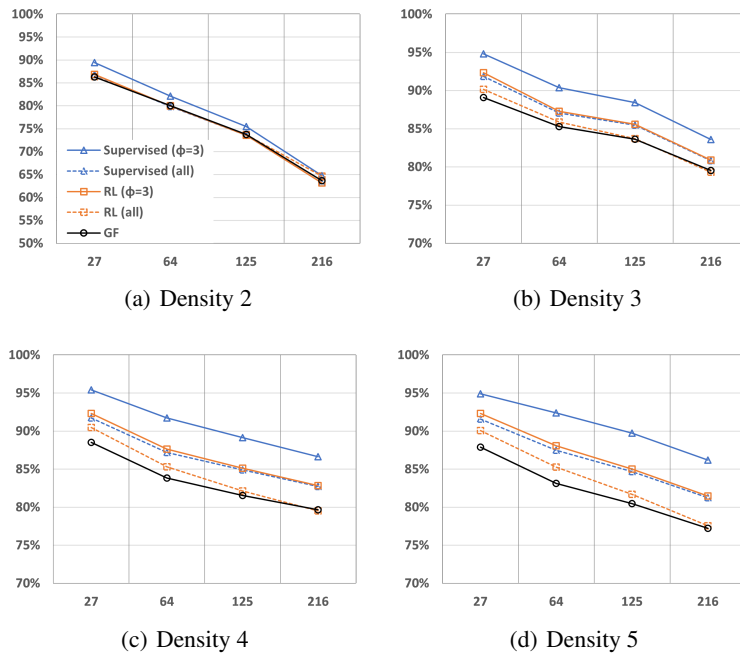 100%
95%
90%
85%
80%
75%
70%
65%
60%
55%
50%
Supervised (ф=3)
Supervised (all)
RL (ф=3)
RL (all)
GF
27 64 125 216
(a) Density 2
100%
95%
90%
85%
80%
75%
70%
27 64 125 216
(b) Density 3
100%
95%
90%
85%
80%
75%
70%
27 64 125 216
(c) Density 4
100%
95%
90%
85%
80%
75%
70%
27 64 125 216
(d) Density 5